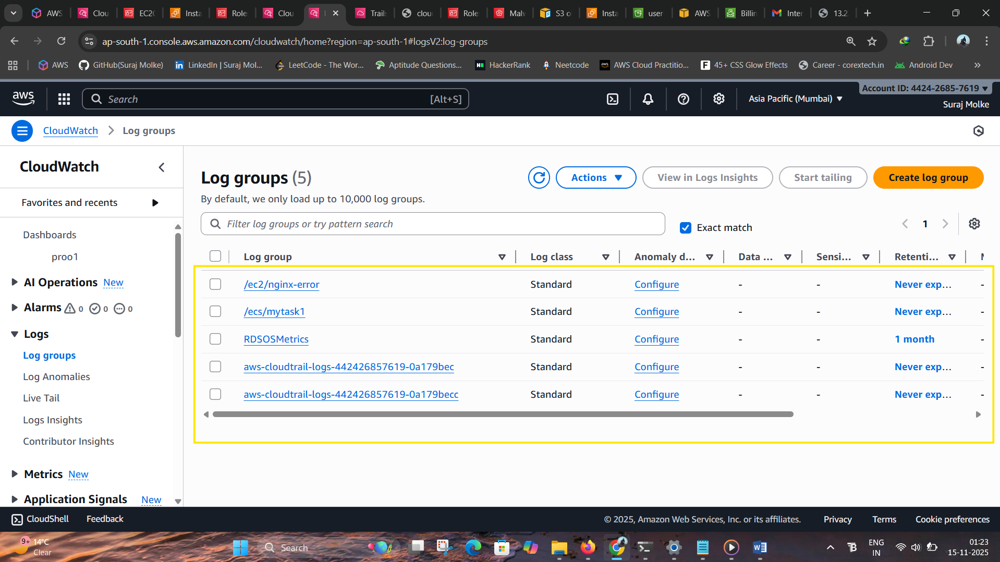 AWS
Clou
EC2
Insta
Role
Clou
Trails
clou
Role
Malw
S3 o
Insta
user
AWS
Billin
Inter
13.2
ap-south-1.console.aws.amazon.com/cloudwatch/home?region=ap-south-1#logsV2:log-groups
AWS
GitHub(Suraj Molke)
LinkedIn | Suraj Mol...
LeetCode - The Wor...
Aptitude Questions...
HackerRank
Neetcode
AWS Cloud Practitio...
45+ CSS Glow Effects
Career - corextech.in
Android Dev
aws
Search
[Alt+S]
Asia Pacific (Mumbai)
Account ID: 4424-2685-7619
Suraj Molke
CloudWatch
Log groups
CloudWatch
Favorites and recents
Dashboards
proo1
AI Operations New
Alarms 0 0 0
Logs
Log groups
Log Anomalies
Live Tail
Logs Insights
Contributor Insights
Metrics New
Application Signals New
Log groups (5)
By default, we only load up to 10,000 log groups.
Actions
View in Logs Insights
Start tailing
Create log group
Filter log groups or try pattern search
Exact match
1
Log group Log class Anomaly d... Data ... Sensi... Retenti...
/ec2/nginx-error Standard Configure - - Never exp... -
/ecs/mytask1 Standard Configure - - Never exp... -
RDSOSMetrics Standard Configure - - 1 month -
aws-cloudtrail-logs-442426857619-0a179bec Standard Configure - - Never exp... -
aws-cloudtrail-logs-442426857619-0a179becc Standard Configure - - Never exp... -
CloudShell
Feedback
© 2025, Amazon Web Services, Inc. or its affiliates.
Privacy
Terms
Cookie preferences
9+
14°C
Clear
Search
ENG
IN
01:23
15-11-2025